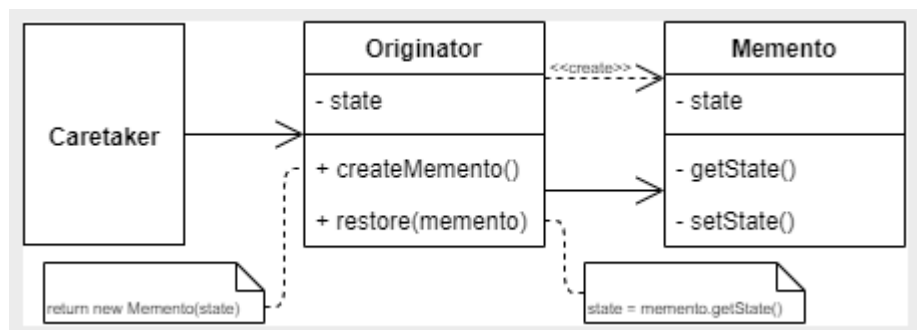 Originator
Memento
<<create>>
- state
- state
Caretaker
+ createMemento()
- getState()
+ restore(memento)
- setState()
return new Memento(state)
state = memento.getState()